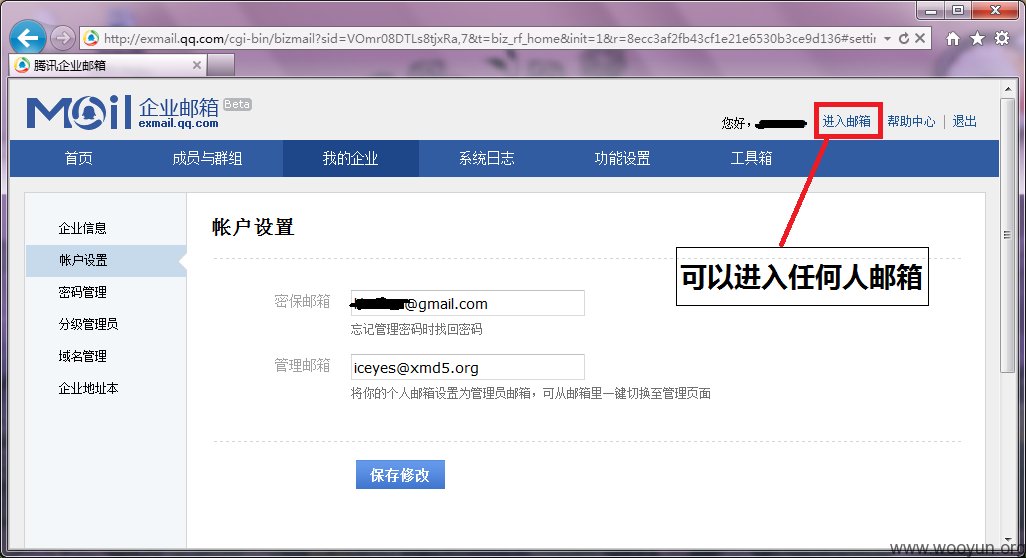 http://exmail.qq.com/cgi-bin/bizmail?sid=VOmr08DTLs8tjxRa,7&t=biz_rf_home&init=1&r=8ecc3af2fb43cf1e21e6530b3ce9d136#settin
腾讯企业邮箱
Mail 企业邮箱 Beta
exmail.qq.com
您好， 进入邮箱 帮助中心 | 退出
首页 成员与群组 我的企业 系统日志 功能设置 工具箱
企业信息
帐户设置
密码管理
分级管理员
域名管理
企业地址本
帐户设置
可以进入任何人邮箱
密保邮箱 @gmail.com
忘记管理密码时找回密码
管理邮箱 iceyes@xmd5.org
将你的个人邮箱设置为管理员邮箱，可从邮箱里一键切换至管理页面
保存修改
www.wooyun.org